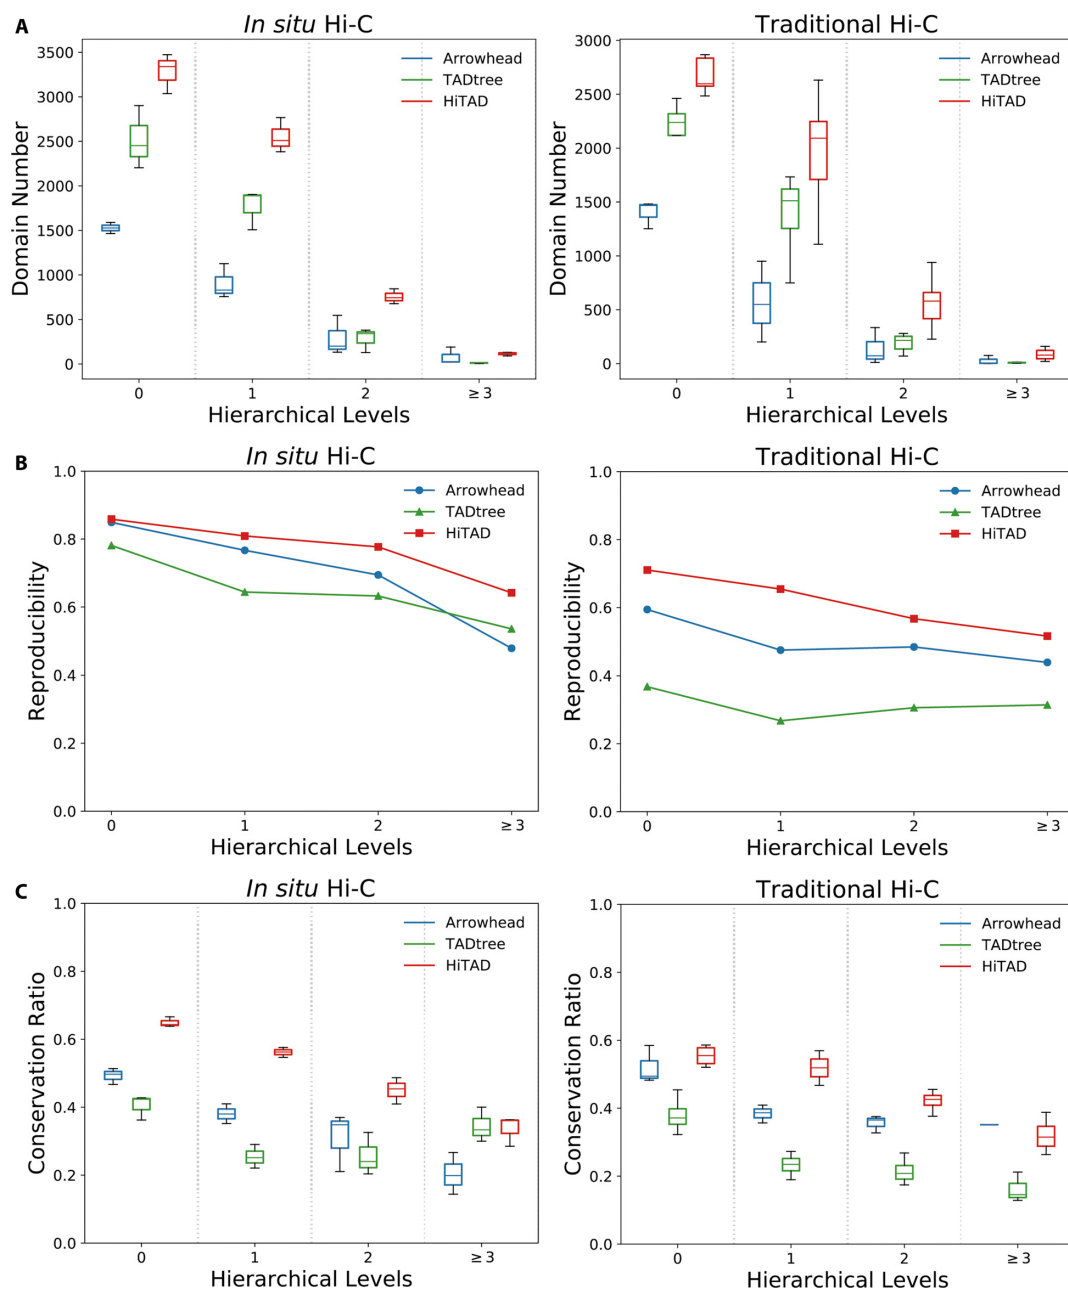 A
In situ Hi-C
Domain Number
3500
3000
2500
2000
1500
1000
500
0
Arrowhead
TADtree
HiTAD
0 1 2 ≥3
Hierarchical Levels
Traditional Hi-C
Domain Number
3000
2500
2000
1500
1000
500
0
Arrowhead
TADtree
HiTAD
0 1 2 ≥3
Hierarchical Levels
B
In situ Hi-C
Reproducibility
1.0
0.8
0.6
0.4
0.2
0.0
Arrowhead
TADtree
HiTAD
0 1 2 ≥3
Hierarchical Levels
Traditional Hi-C
Reproducibility
1.0
0.8
0.6
0.4
0.2
0.0
Arrowhead
TADtree
HiTAD
0 1 2 ≥3
Hierarchical Levels
C
In situ Hi-C
Conservation Ratio
1.0
0.8
0.6
0.4
0.2
0.0
Arrowhead
TADtree
HiTAD
0 1 2 ≥3
Hierarchical Levels
Traditional Hi-C
Conservation Ratio
1.0
0.8
0.6
0.4
0.2
0.0
Arrowhead
TADtree
HiTAD
0 1 2 ≥3
Hierarchical Levels